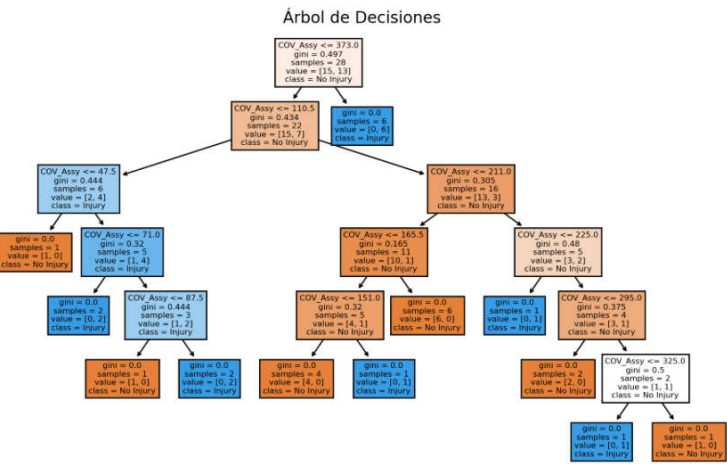 Árbol de Decisiones
COV_Assy <= 373.0
gini = 0.497
samples = 28
value = [15, 13]
class = No Injury
COV_Assy <= 110.5
gini = 0.434
samples = 22
value = [15, 7]
class = No Injury
gini = 0.0
samples = 6
value = [0, 6]
class = Injury
COV_Assy <= 47.5
gini = 0.444
samples = 6
value = [2, 4]
class = Injury
COV_Assy <= 211.0
gini = 0.305
samples = 16
value = [13, 3]
class = No Injury
gini = 0.0
samples = 1
value = [1, 0]
class = No Injury
COV_Assy <= 71.0
gini = 0.32
samples = 5
value = [1, 4]
class = Injury
COV_Assy <= 165.5
gini = 0.165
samples = 11
value = [10, 1]
class = No Injury
COV_Assy <= 225.0
gini = 0.48
samples = 5
value = [3, 2]
class = No Injury
gini = 0.0
samples = 2
value = [0, 2]
class = Injury
COV_Assy <= 87.5
gini = 0.444
samples = 3
value = [1, 2]
class = Injury
COV_Assy <= 151.0
gini = 0.32
samples = 5
value = [4, 1]
class = No Injury
gini = 0.0
samples = 6
value = [6, 0]
class = No Injury
gini = 0.0
samples = 1
value = [0, 1]
class = Injury
COV_Assy <= 295.0
gini = 0.375
samples = 4
value = [3, 1]
class = No Injury
gini = 0.0
samples = 1
value = [1, 0]
class = No Injury
gini = 0.0
samples = 2
value = [0, 2]
class = Injury
gini = 0.0
samples = 4
value = [4, 0]
class = No Injury
gini = 0.0
samples = 1
value = [0, 1]
class = Injury
gini = 0.0
samples = 2
value = [2, 0]
class = No Injury
COV_Assy <= 325.0
gini = 0.5
samples = 2
value = [1, 1]
class = No Injury
gini = 0.0
samples = 1
value = [0, 1]
class = Injury
gini = 0.0
samples = 1
value = [1, 0]
class = No Injury